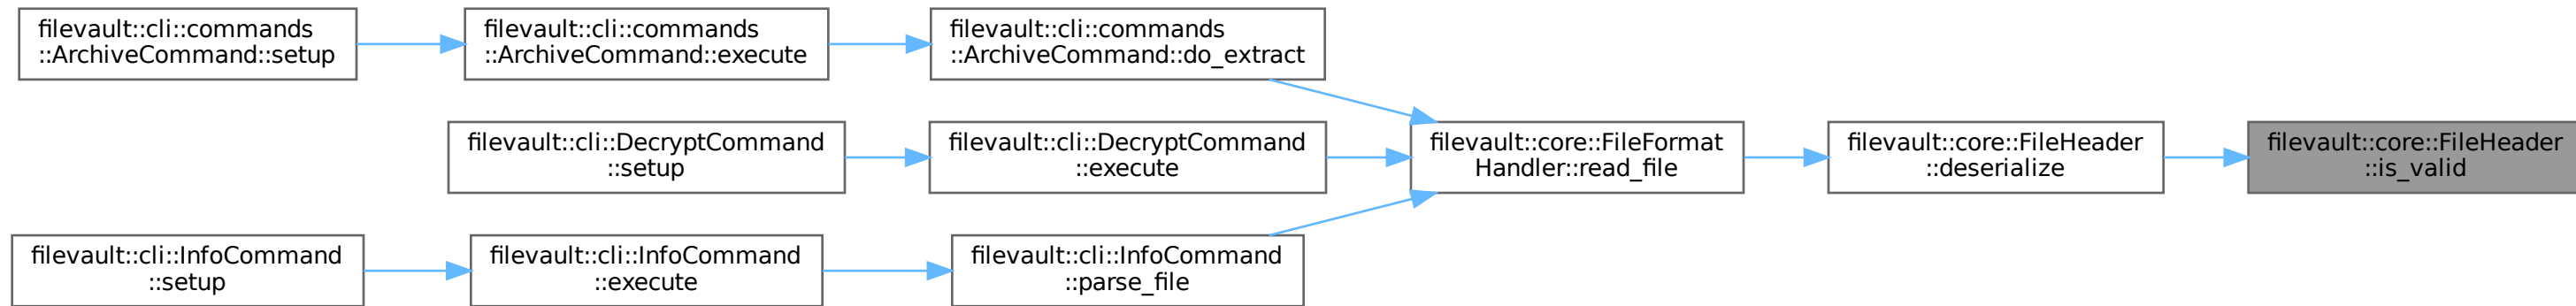 filevault::cli::commands
::ArchiveCommand::setup
filevault::cli::commands
::ArchiveCommand::execute
filevault::cli::commands
::ArchiveCommand::do_extract
filevault::cli::DecryptCommand
::setup
filevault::cli::DecryptCommand
::execute
filevault::core::FileFormat
Handler::read_file
filevault::core::FileHeader
::deserialize
filevault::core::FileHeader
::is_valid
filevault::cli::InfoCommand
::setup
filevault::cli::InfoCommand
::execute
filevault::cli::InfoCommand
::parse_file